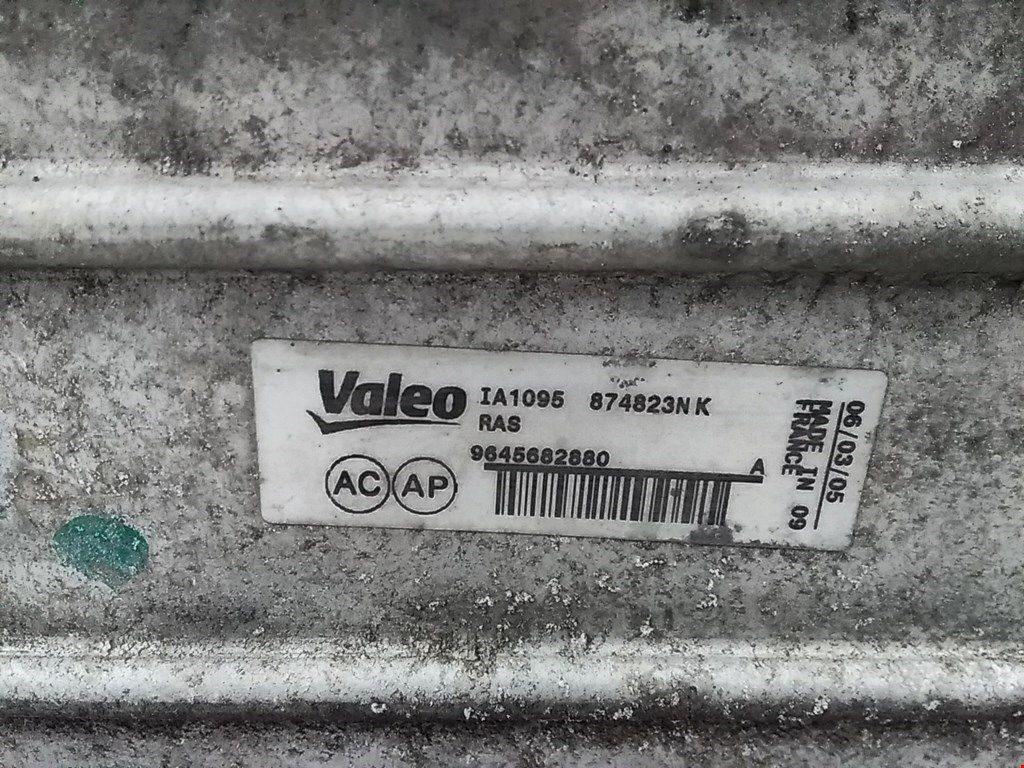 Valeo
IA1095 874823N K
RAS
9645682880 A
AC AP
06/03/05
MADE IN
FRANCE 09